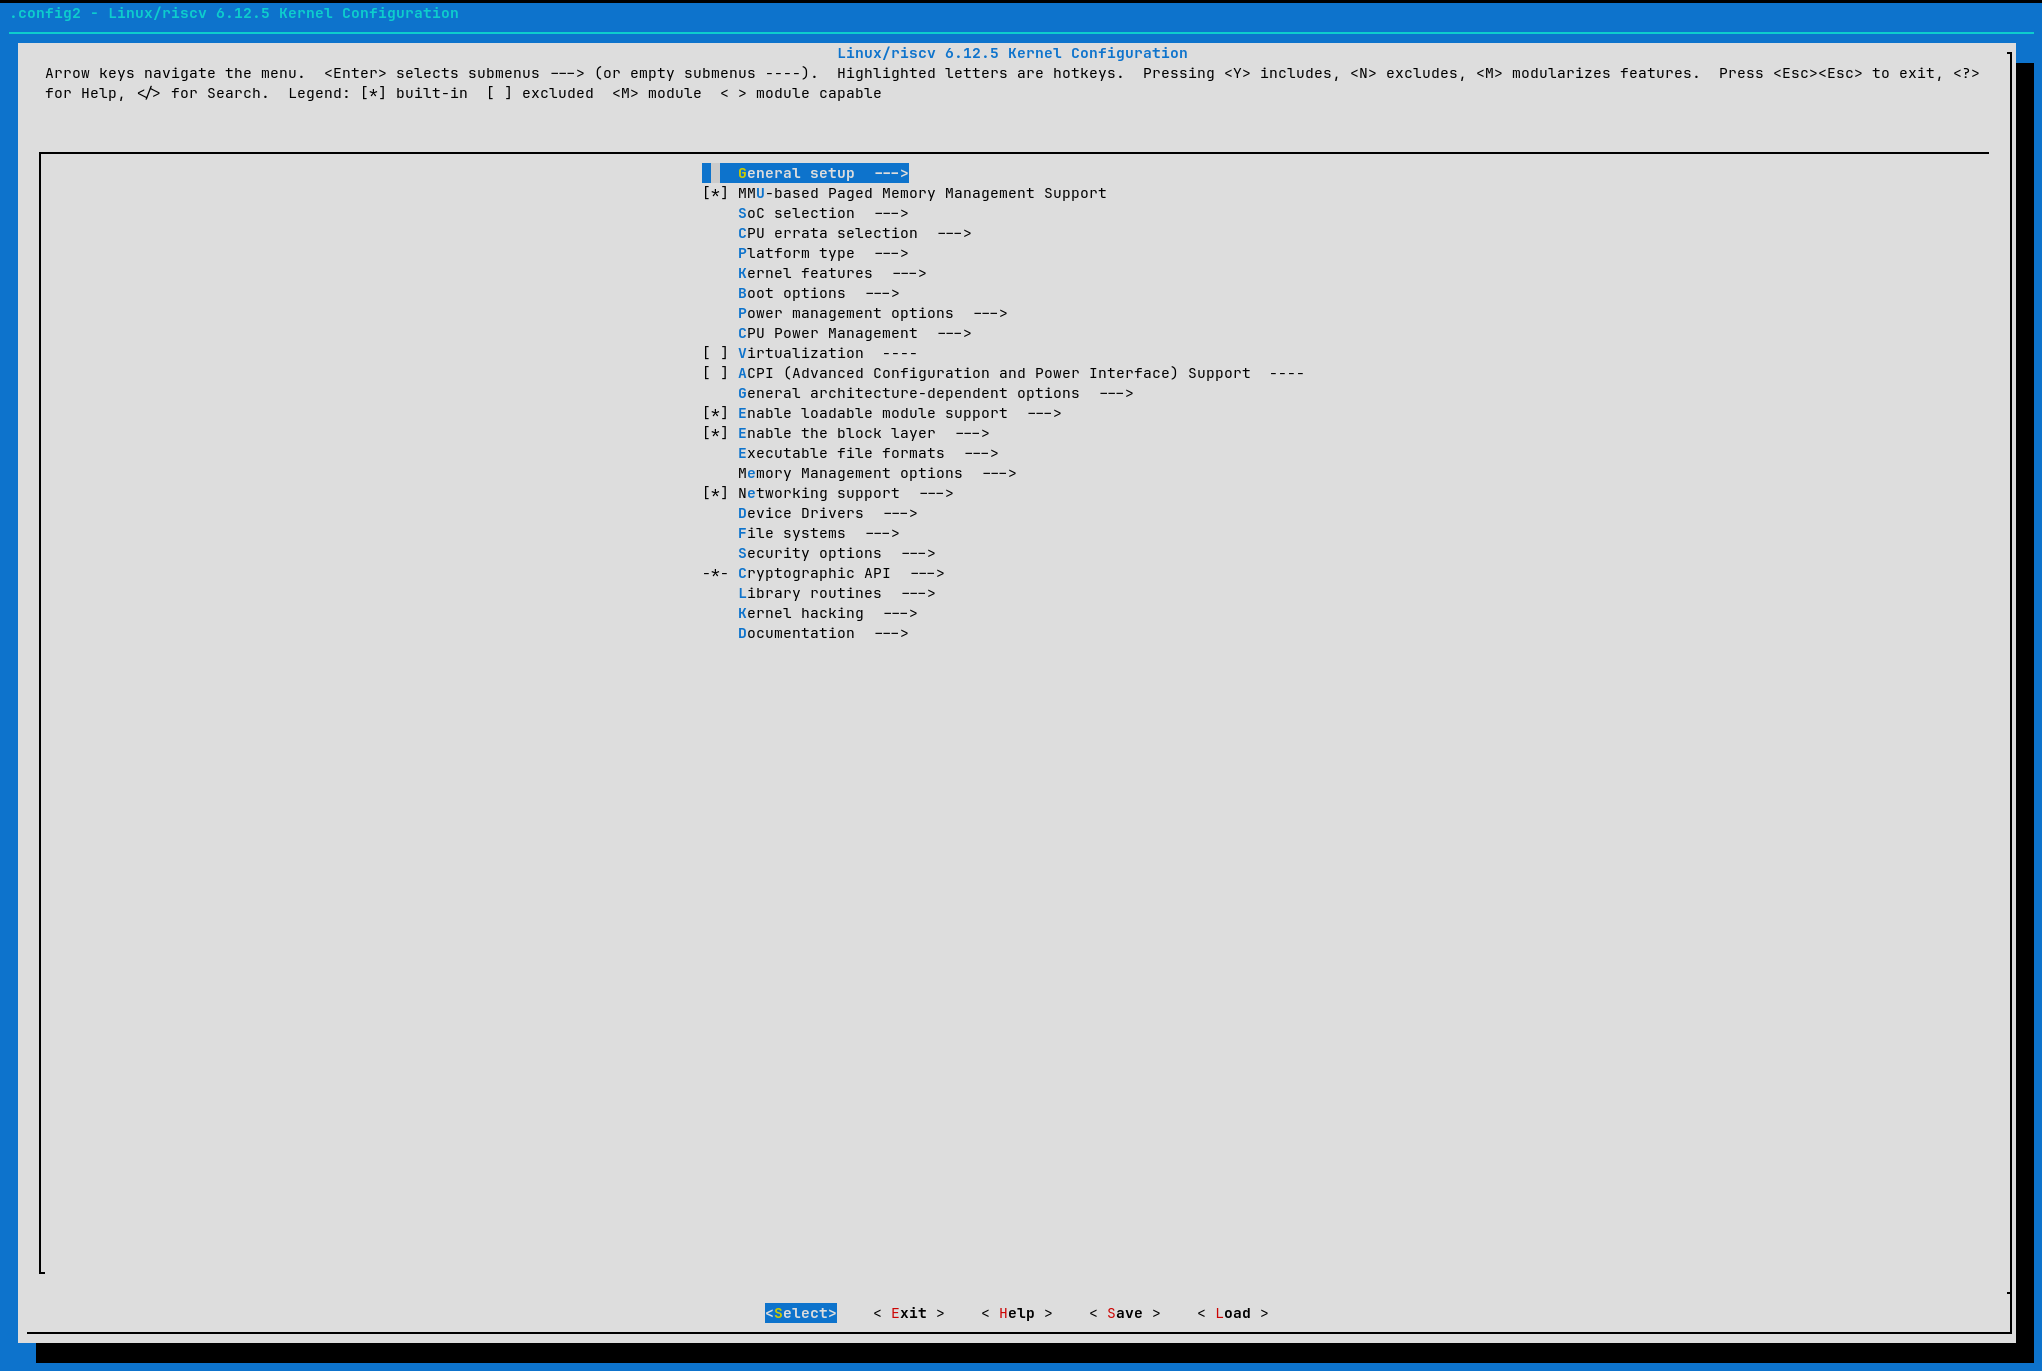 .config2 - Linux/riscv 6.12.5 Kernel Configuration
Linux/riscv 6.12.5 Kernel Configuration
Arrow keys navigate the menu.  <Enter> selects submenus ---> (or empty submenus ----).  Highlighted letters are hotkeys.  Pressing <Y> includes, <N> excludes, <M> modularizes features.  Press <Esc><Esc> to exit, <?>
for Help, </> for Search.  Legend: [*] built-in  [ ] excluded  <M> module  < > module capable
General setup  --->
[*] MMU-based Paged Memory Management Support
SoC selection  --->
CPU errata selection  --->
Platform type  --->
Kernel features  --->
Boot options  --->
Power management options  --->
CPU Power Management  --->
[ ] Virtualization  ----
[ ] ACPI (Advanced Configuration and Power Interface) Support  ----
General architecture-dependent options  --->
[*] Enable loadable module support  --->
[*] Enable the block layer  --->
Executable file formats  --->
Memory Management options  --->
[*] Networking support  --->
Device Drivers  --->
File systems  --->
Security options  --->
-*- Cryptographic API  --->
Library routines  --->
Kernel hacking  --->
Documentation  --->
<Select>    < Exit >    < Help >    < Save >    < Load >